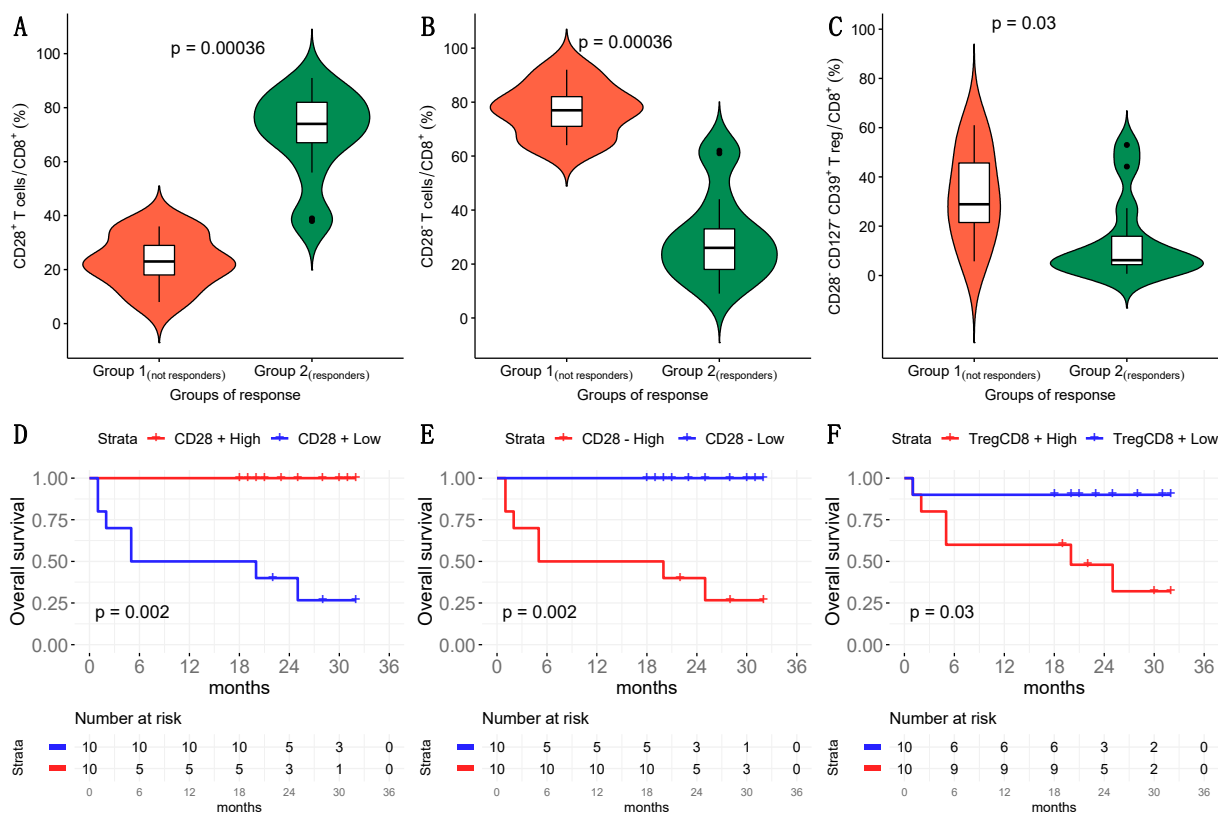 A
p = 0.00036
CD28⁺ T cells/CD8⁺ (%)
100
80
60
40
20
0
Group 1(not responders) Group 2(responders)
Groups of response
B
p = 0.00036
CD28⁻ T cells/CD8⁺ (%)
100
80
60
40
20
0
Group 1(not responders) Group 2(responders)
Groups of response
C
p = 0.03
CD28⁻ CD127⁻ CD39⁺ T reg/CD8⁺ (%)
100
80
60
40
20
0
Group 1(not responders) Group 2(responders)
Groups of response
D
Strata CD28 + High CD28 + Low
Overall survival
1.00
0.75
0.50
0.25
0.00
p = 0.002
0 6 12 18 24 30 36
months
Number at risk
Strata
10 10 10 10 5 3 0
10 5 5 5 3 1 0
0 6 12 18 24 30 36
months
E
Strata CD28 - High CD28 - Low
Overall survival
1.00
0.75
0.50
0.25
0.00
p = 0.002
0 6 12 18 24 30 36
months
Number at risk
Strata
10 5 5 5 3 1 0
10 10 10 10 5 3 0
0 6 12 18 24 30 36
months
F
Strata TregCD8 + High TregCD8 + Low
Overall survival
1.00
0.75
0.50
0.25
0.00
p = 0.03
0 6 12 18 24 30 36
months
Number at risk
Strata
10 6 6 6 3 2 0
10 9 9 9 5 2 0
0 6 12 18 24 30 36
months